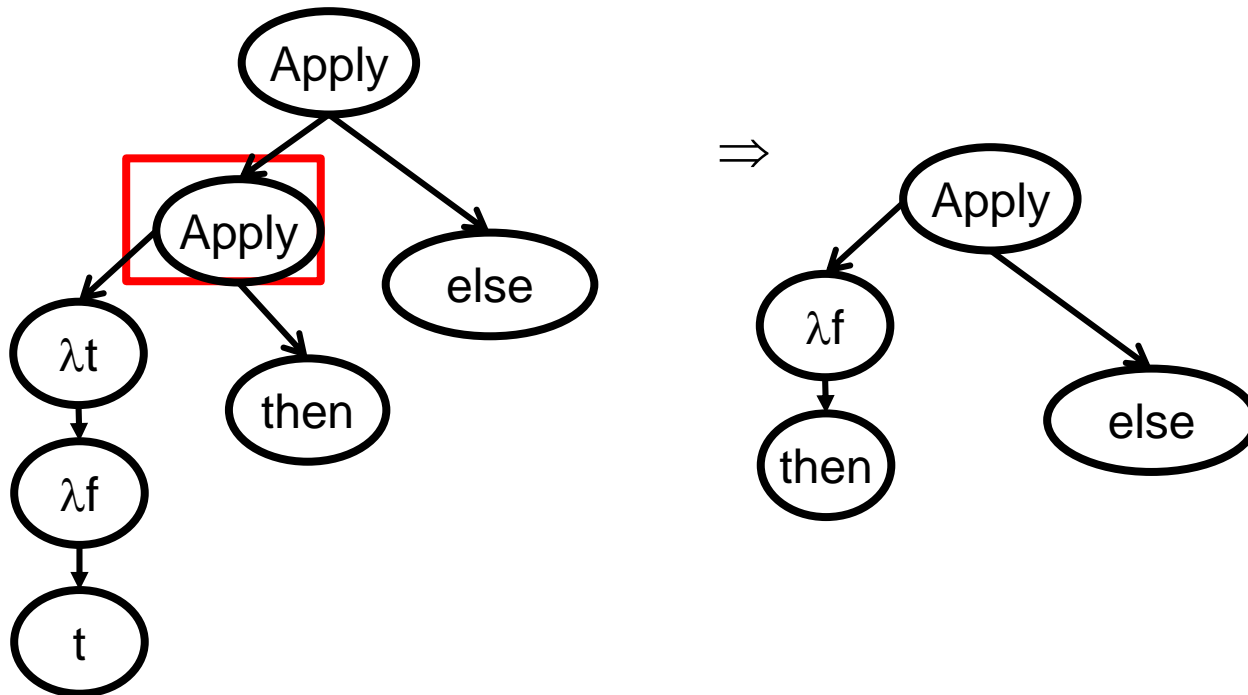 Apply
⇒
Apply
Apply
else
λt
λf
then
then
else
λf
t